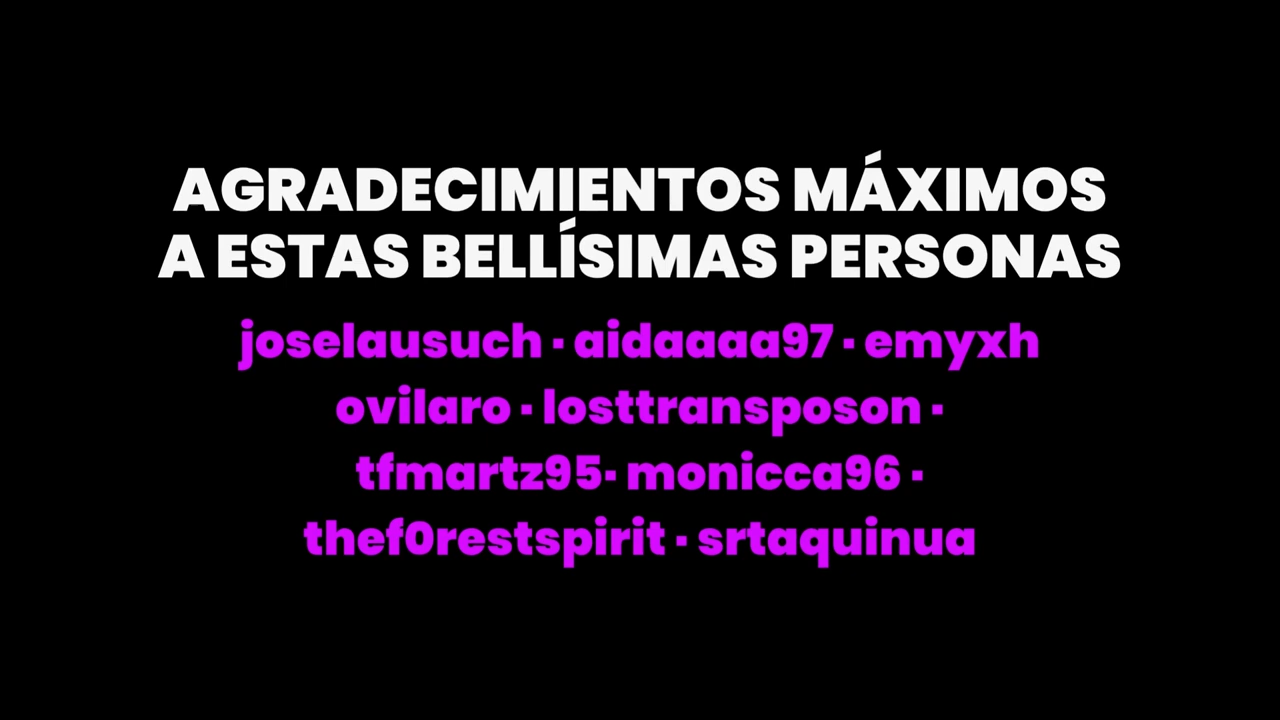 AGRADECIMIENTOS MÁXIMOS
A ESTAS BELLÍSIMAS PERSONAS
joselausuch · aidaaaa97 · emyxh
ovilaro · losttransposon ·
tfmartz95· monicca96 ·
thef0restspirit · srtaquinua